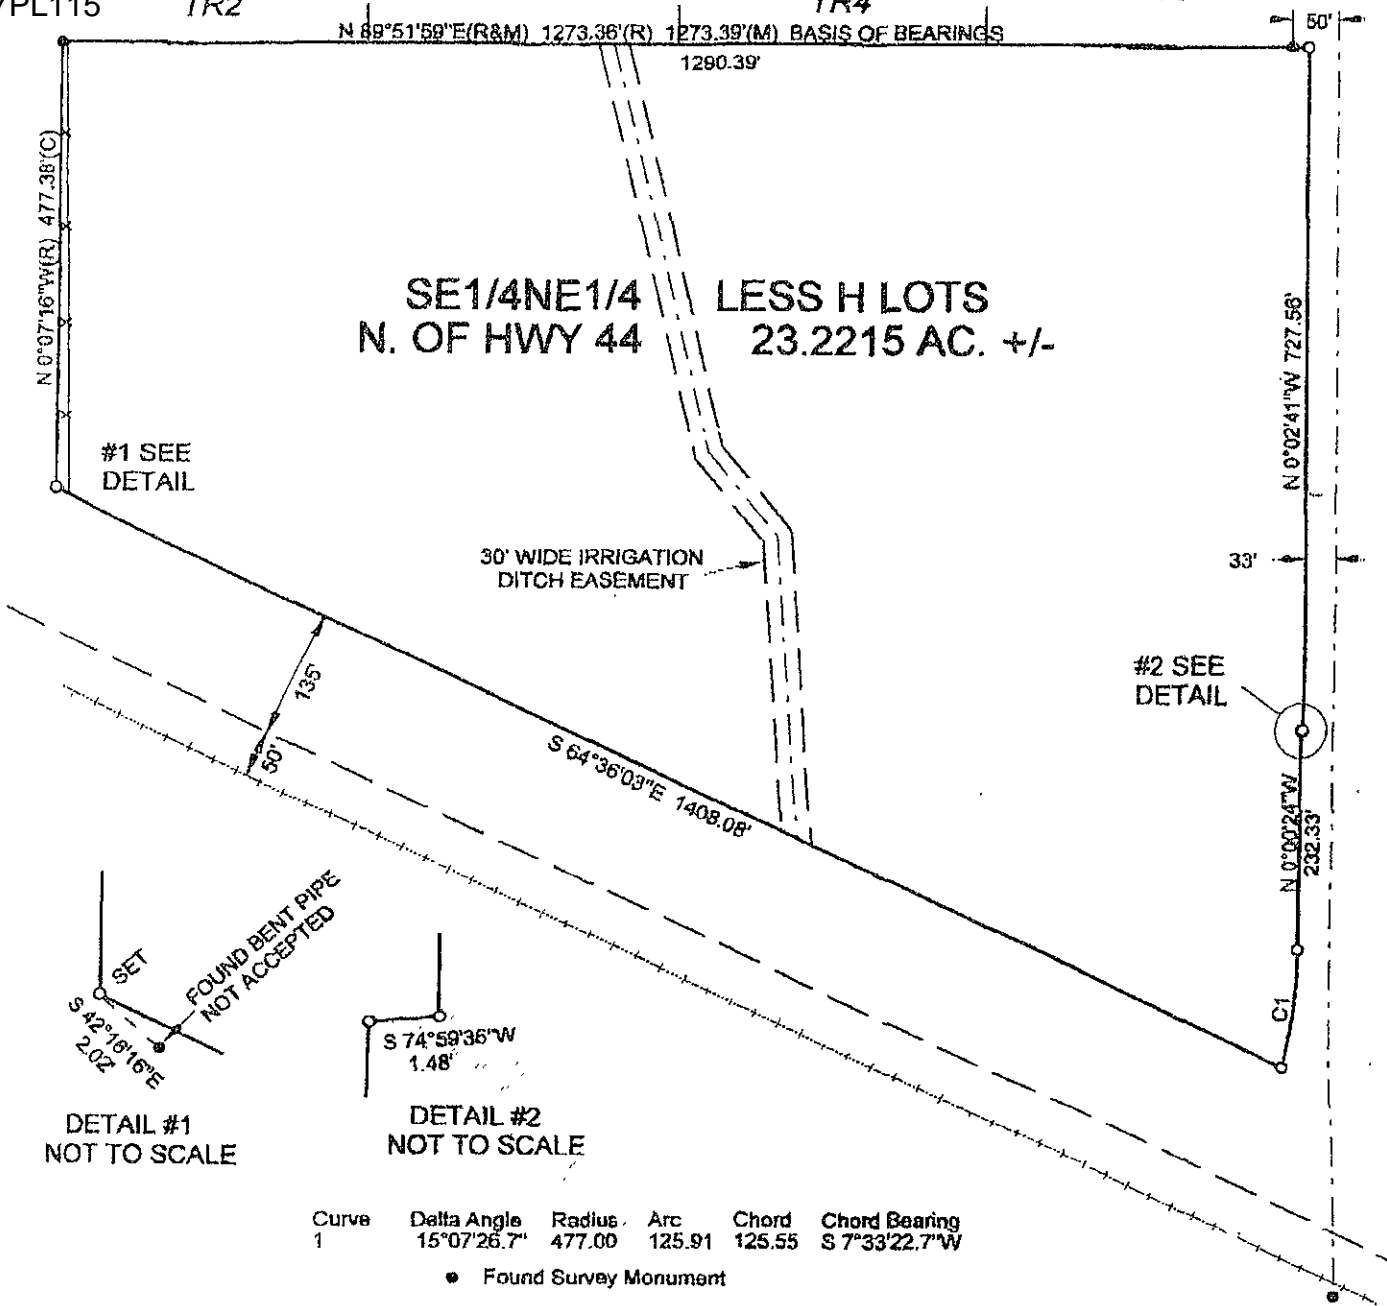 PL115
TR2
TR4
50'
N 89°51'59"E(R&M) 1273.36'(R) 1273.39'(M) BASIS OF BEARINGS
1290.39'
N 0°07'16"W(R) 477.38'(C)
SE1/4NE1/4 LESS H LOTS
N. OF HWY 44 23.2215 AC. +/-
N 0°02'41"W 727.56'
#1 SEE
DETAIL
30' WIDE IRRIGATION
DITCH EASEMENT
33'
#2 SEE
DETAIL
135'
50'
S 64°36'03"E 1408.08'
N 0°00'24"W
232.33'
C1
SET
FOUND BENT PIPE
NOT ACCEPTED
S 42°16'16"E
2.02'
S 74°59'36"W
1.48'
DETAIL #1
NOT TO SCALE
DETAIL #2
NOT TO SCALE
Curve Delta Angle Radius Arc Chord Chord Bearing
1 15°07'26.7" 477.00 125.91 125.55 S 7°33'22.7"W
Found Survey Monument